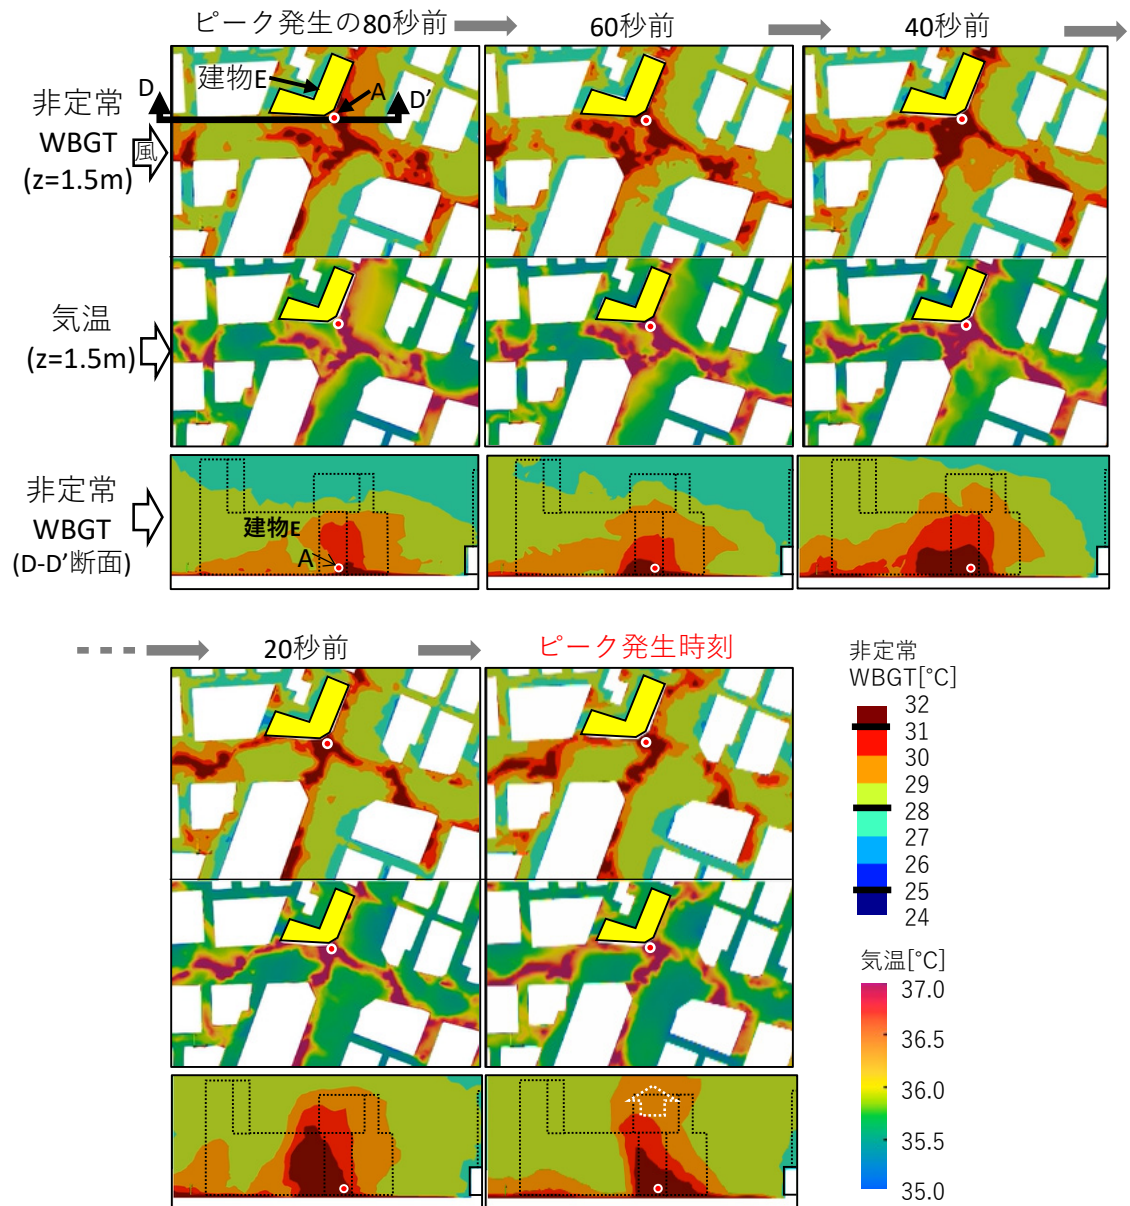 ピーク発生の80秒前
60秒前
40秒前
非定常
WBGT
(z=1.5m)
風
建物E
D
A
D’
気温
(z=1.5m)
非定常
WBGT
(D-D’断面)
建物E
A
20秒前
ピーク発生時刻
非定常
WBGT[°C]
32
31
30
29
28
27
26
25
24
気温[°C]
37.0
36.5
36.0
35.5
35.0